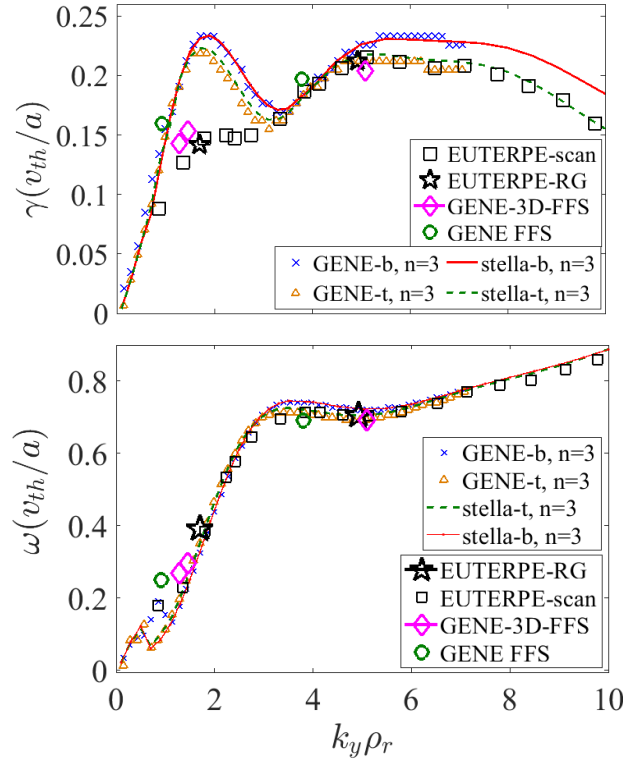 γ(v_th/a)
0.25
0.2
0.15
0.1
0.05
0
EUTERPE-scan
EUTERPE-RG
GENE-3D-FFS
GENE FFS
GENE-b, n=3
stella-b, n=3
GENE-t, n=3
stella-t, n=3
ω(v_th/a)
0.8
0.6
0.4
0.2
0
GENE-b, n=3
GENE-t, n=3
stella-t, n=3
stella-b, n=3
EUTERPE-RG
EUTERPE-scan
GENE-3D-FFS
GENE FFS
0 2 4 6 8 10
k_yρ_r